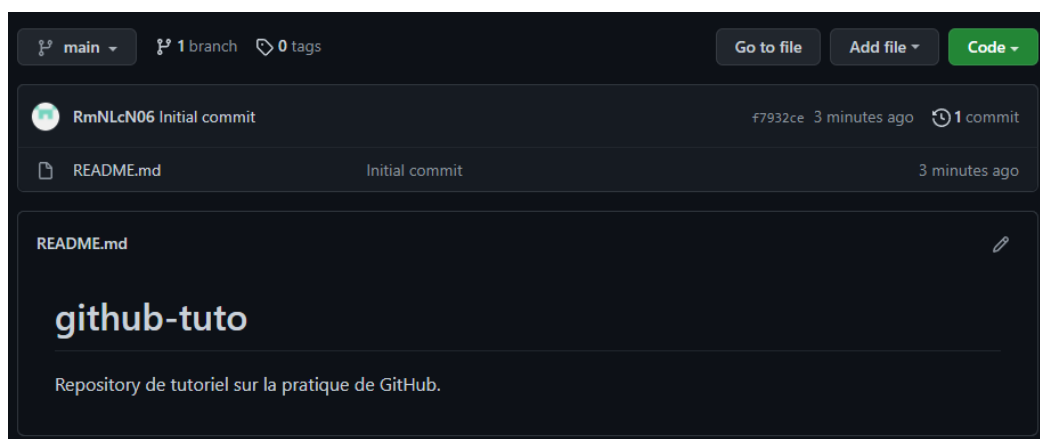 main 1 branch 0 tags Go to file Add file Code
RmNLcN06 Initial commit f7932ce 3 minutes ago 1 commit
README.md Initial commit 3 minutes ago
README.md
github-tuto
Repository de tutoriel sur la pratique de GitHub.